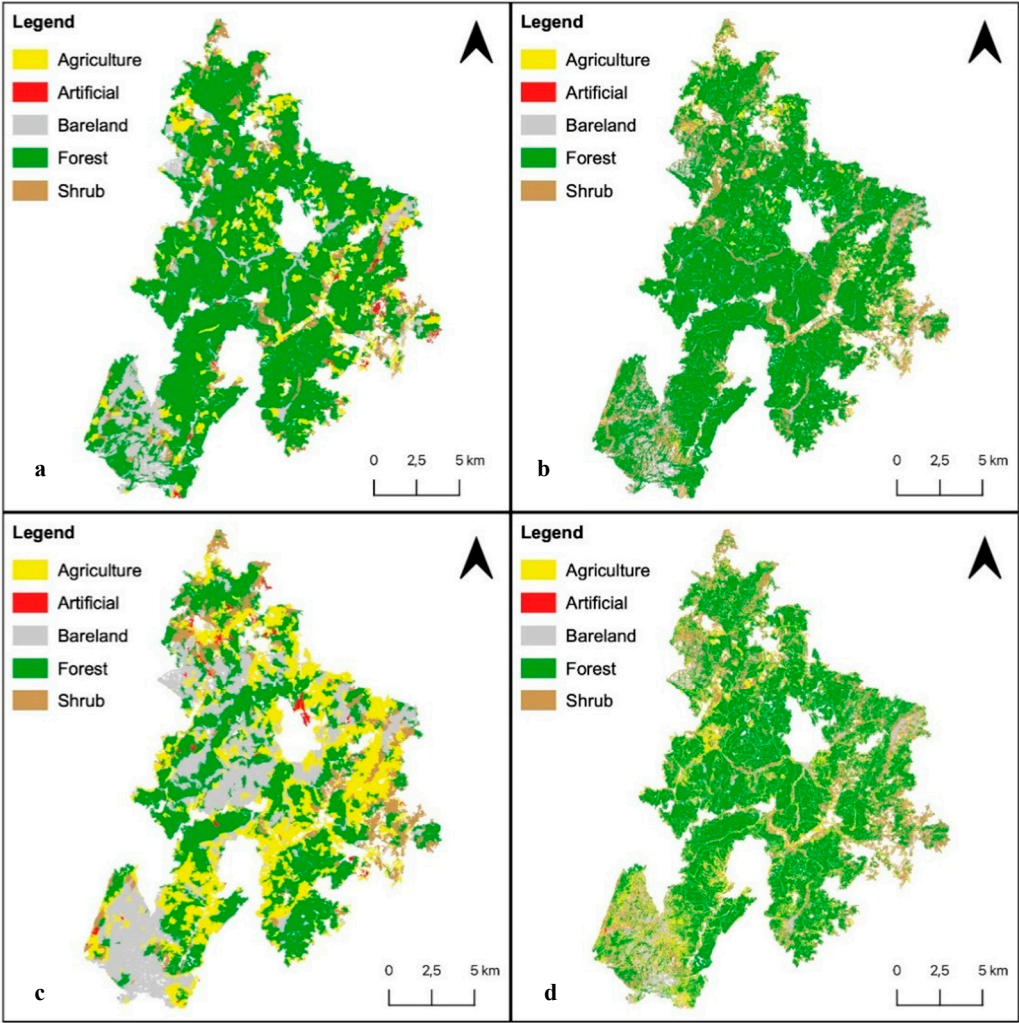 Legend
Agriculture
Artificial
Bareland
Forest
Shrub
a
0 2,5 5 km
Legend
Agriculture
Artificial
Bareland
Forest
Shrub
b
0 2,5 5 km
Legend
Agriculture
Artificial
Bareland
Forest
Shrub
c
0 2,5 5 km
Legend
Agriculture
Artificial
Bareland
Forest
Shrub
d
0 2,5 5 km